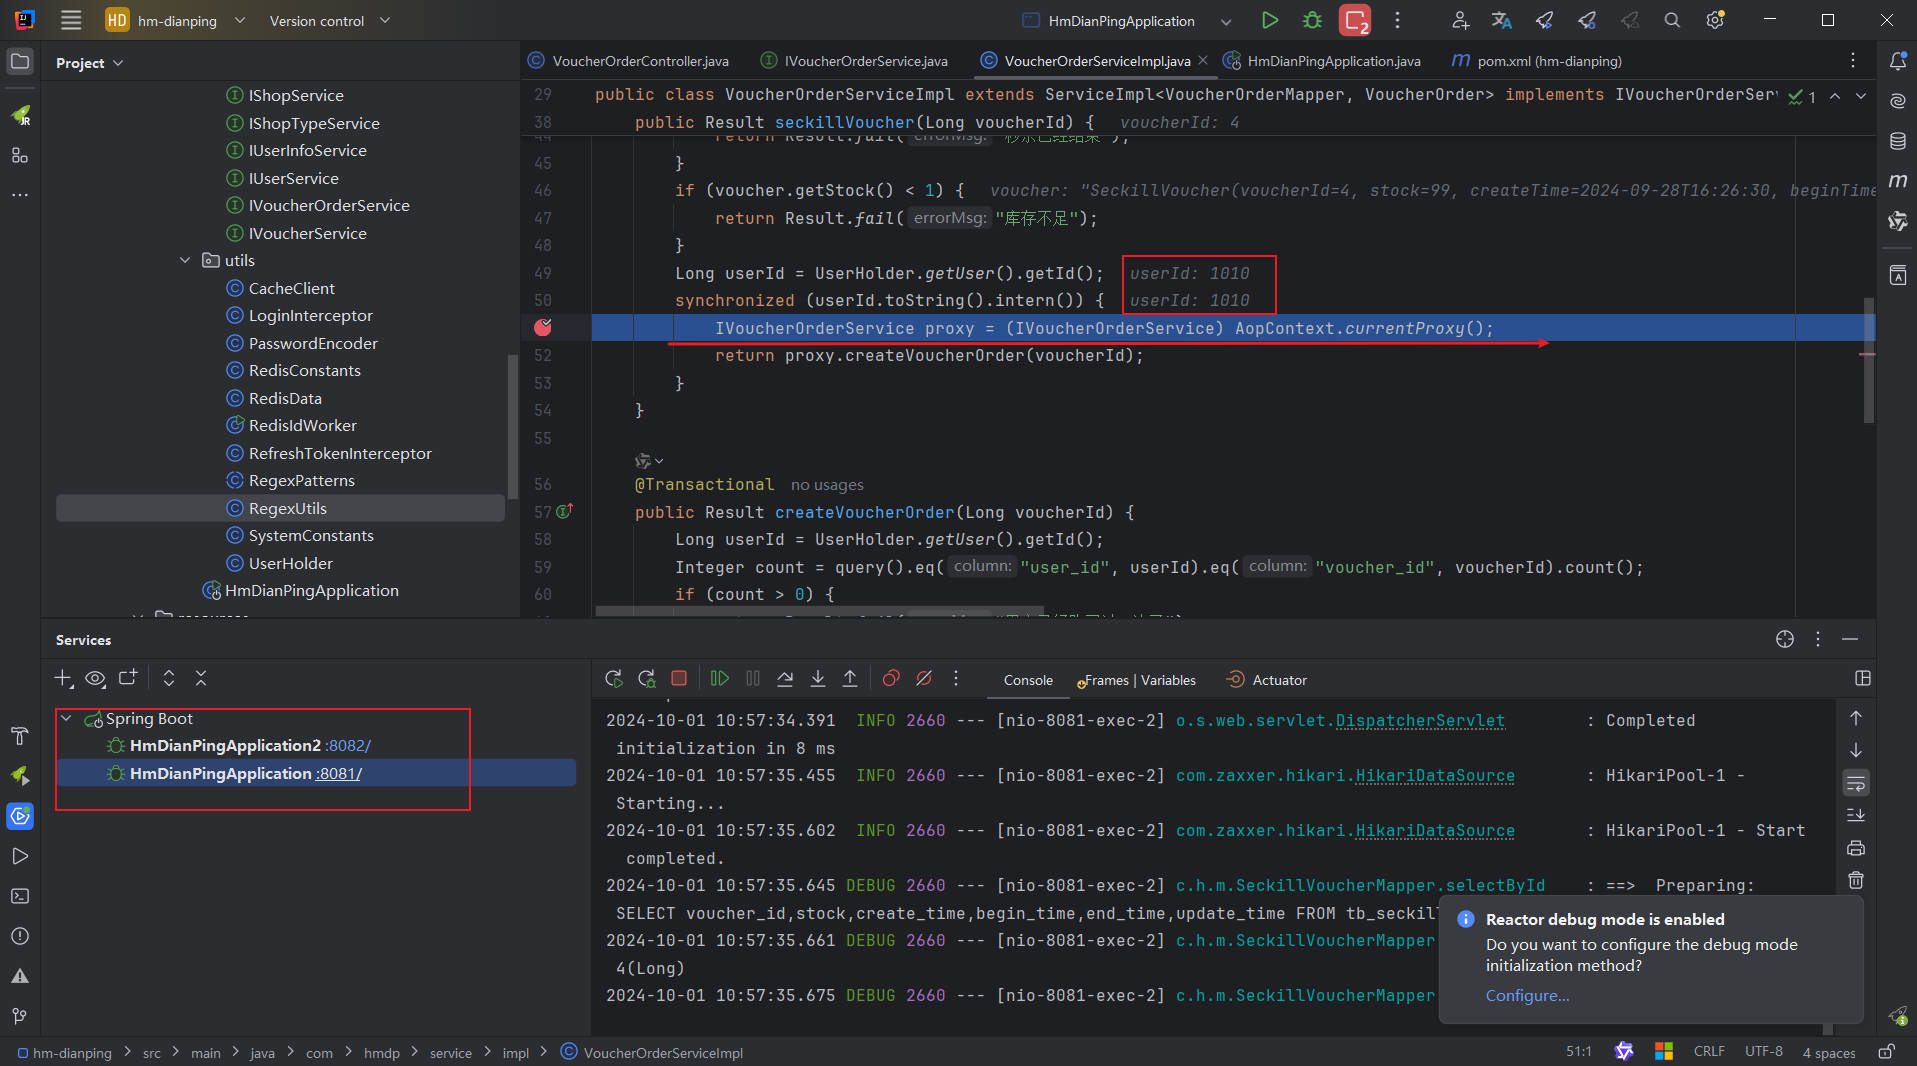 HD hm-dianping Version control HmDianPingApplication 2
Project
IShopService
IShopTypeService
IUserInfoService
IUserService
IVoucherOrderService
IVoucherService
utils
CacheClient
LoginInterceptor
PasswordEncoder
RedisConstants
RedisData
RedisIdWorker
RefreshTokenInterceptor
RegexPatterns
RegexUtils
SystemConstants
UserHolder
HmDianPingApplication
VoucherOrderController.java IVoucherOrderService.java VoucherOrderServiceImpl.java HmDianPingApplication.java pom.xml (hm-dianping)
29 public class VoucherOrderServiceImpl extends ServiceImpl<VoucherOrderMapper, VoucherOrder> implements IVoucherOrderSer 1
38 public Result seckillVoucher(Long voucherId) { voucherId: 4
45 }
46 if (voucher.getStock() < 1) { voucher: "SeckillVoucher(voucherId=4, stock=99, createTime=2024-09-28T16:26:30, beginTime
47 return Result.fail( errorMsg: "库存不足");
48 }
49 Long userId = UserHolder.getUser().getId(); userId: 1010
50 synchronized (userId.toString().intern()) { userId: 1010
IVoucherOrderService proxy = (IVoucherOrderService) AopContext.currentProxy();
52 return proxy.createVoucherOrder(voucherId);
53 }
54 }
55
56 @Transactional no usages
57 public Result createVoucherOrder(Long voucherId) {
58 Long userId = UserHolder.getUser().getId();
59 Integer count = query().eq( column: "user_id", userId).eq( column: "voucher_id", voucherId).count();
60 if (count > 0) {
Services
Spring Boot
HmDianPingApplication2 :8082/
HmDianPingApplication :8081/
Console Frames | Variables Actuator
2024-10-01 10:57:34.391 INFO 2660 --- [nio-8081-exec-2] o.s.web.servlet.DispatcherServlet : Completed
initialization in 8 ms
2024-10-01 10:57:35.455 INFO 2660 --- [nio-8081-exec-2] com.zaxxer.hikari.HikariDataSource : HikariPool-1 -
Starting...
2024-10-01 10:57:35.602 INFO 2660 --- [nio-8081-exec-2] com.zaxxer.hikari.HikariDataSource : HikariPool-1 - Start
completed.
2024-10-01 10:57:35.645 DEBUG 2660 --- [nio-8081-exec-2] c.h.m.SeckillVoucherMapper.selectById : ==> Preparing:
SELECT voucher_id,stock,create_time,begin_time,end_time,update_time FROM tb_seckil
2024-10-01 10:57:35.661 DEBUG 2660 --- [nio-8081-exec-2] c.h.m.SeckillVoucherMapper
4(Long)
2024-10-01 10:57:35.675 DEBUG 2660 --- [nio-8081-exec-2] c.h.m.SeckillVoucherMapper
Reactor debug mode is enabled
Do you want to configure the debug mode
initialization method?
Configure...
hm-dianping > src > main > java > com > hmdp > service > impl > VoucherOrderServiceImpl 51:1 CRLF UTF-8 4 spaces